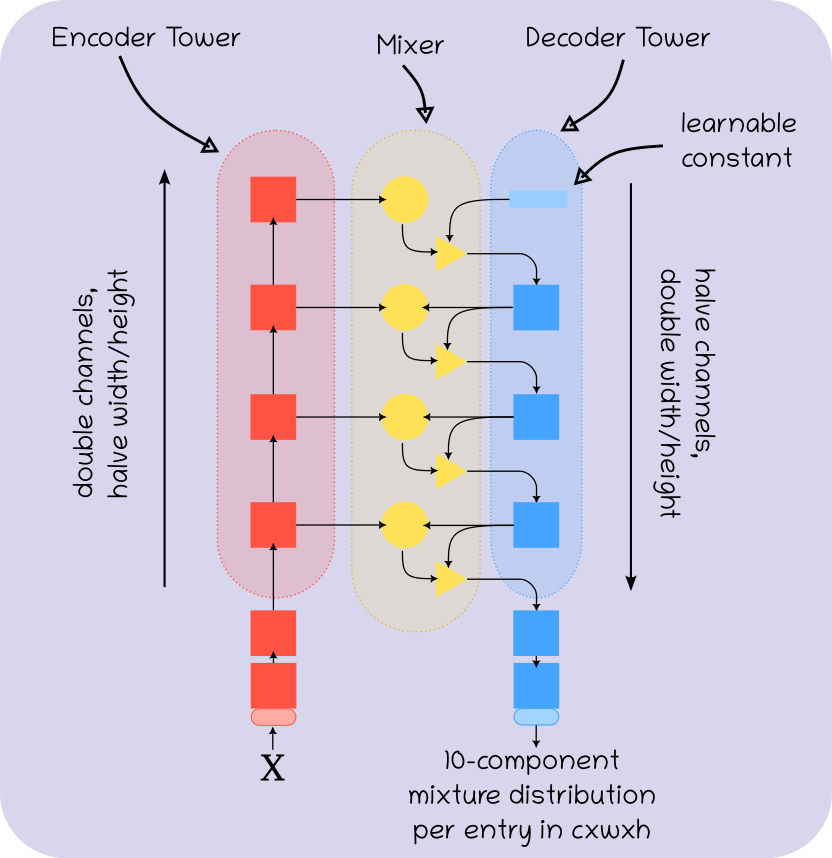 Encoder Tower
Mixer
Decoder Tower
learnable
constant
double channels,
halve width/height
halve channels,
double width/height
X
10-component
mixture distribution
per entry in cxwxh